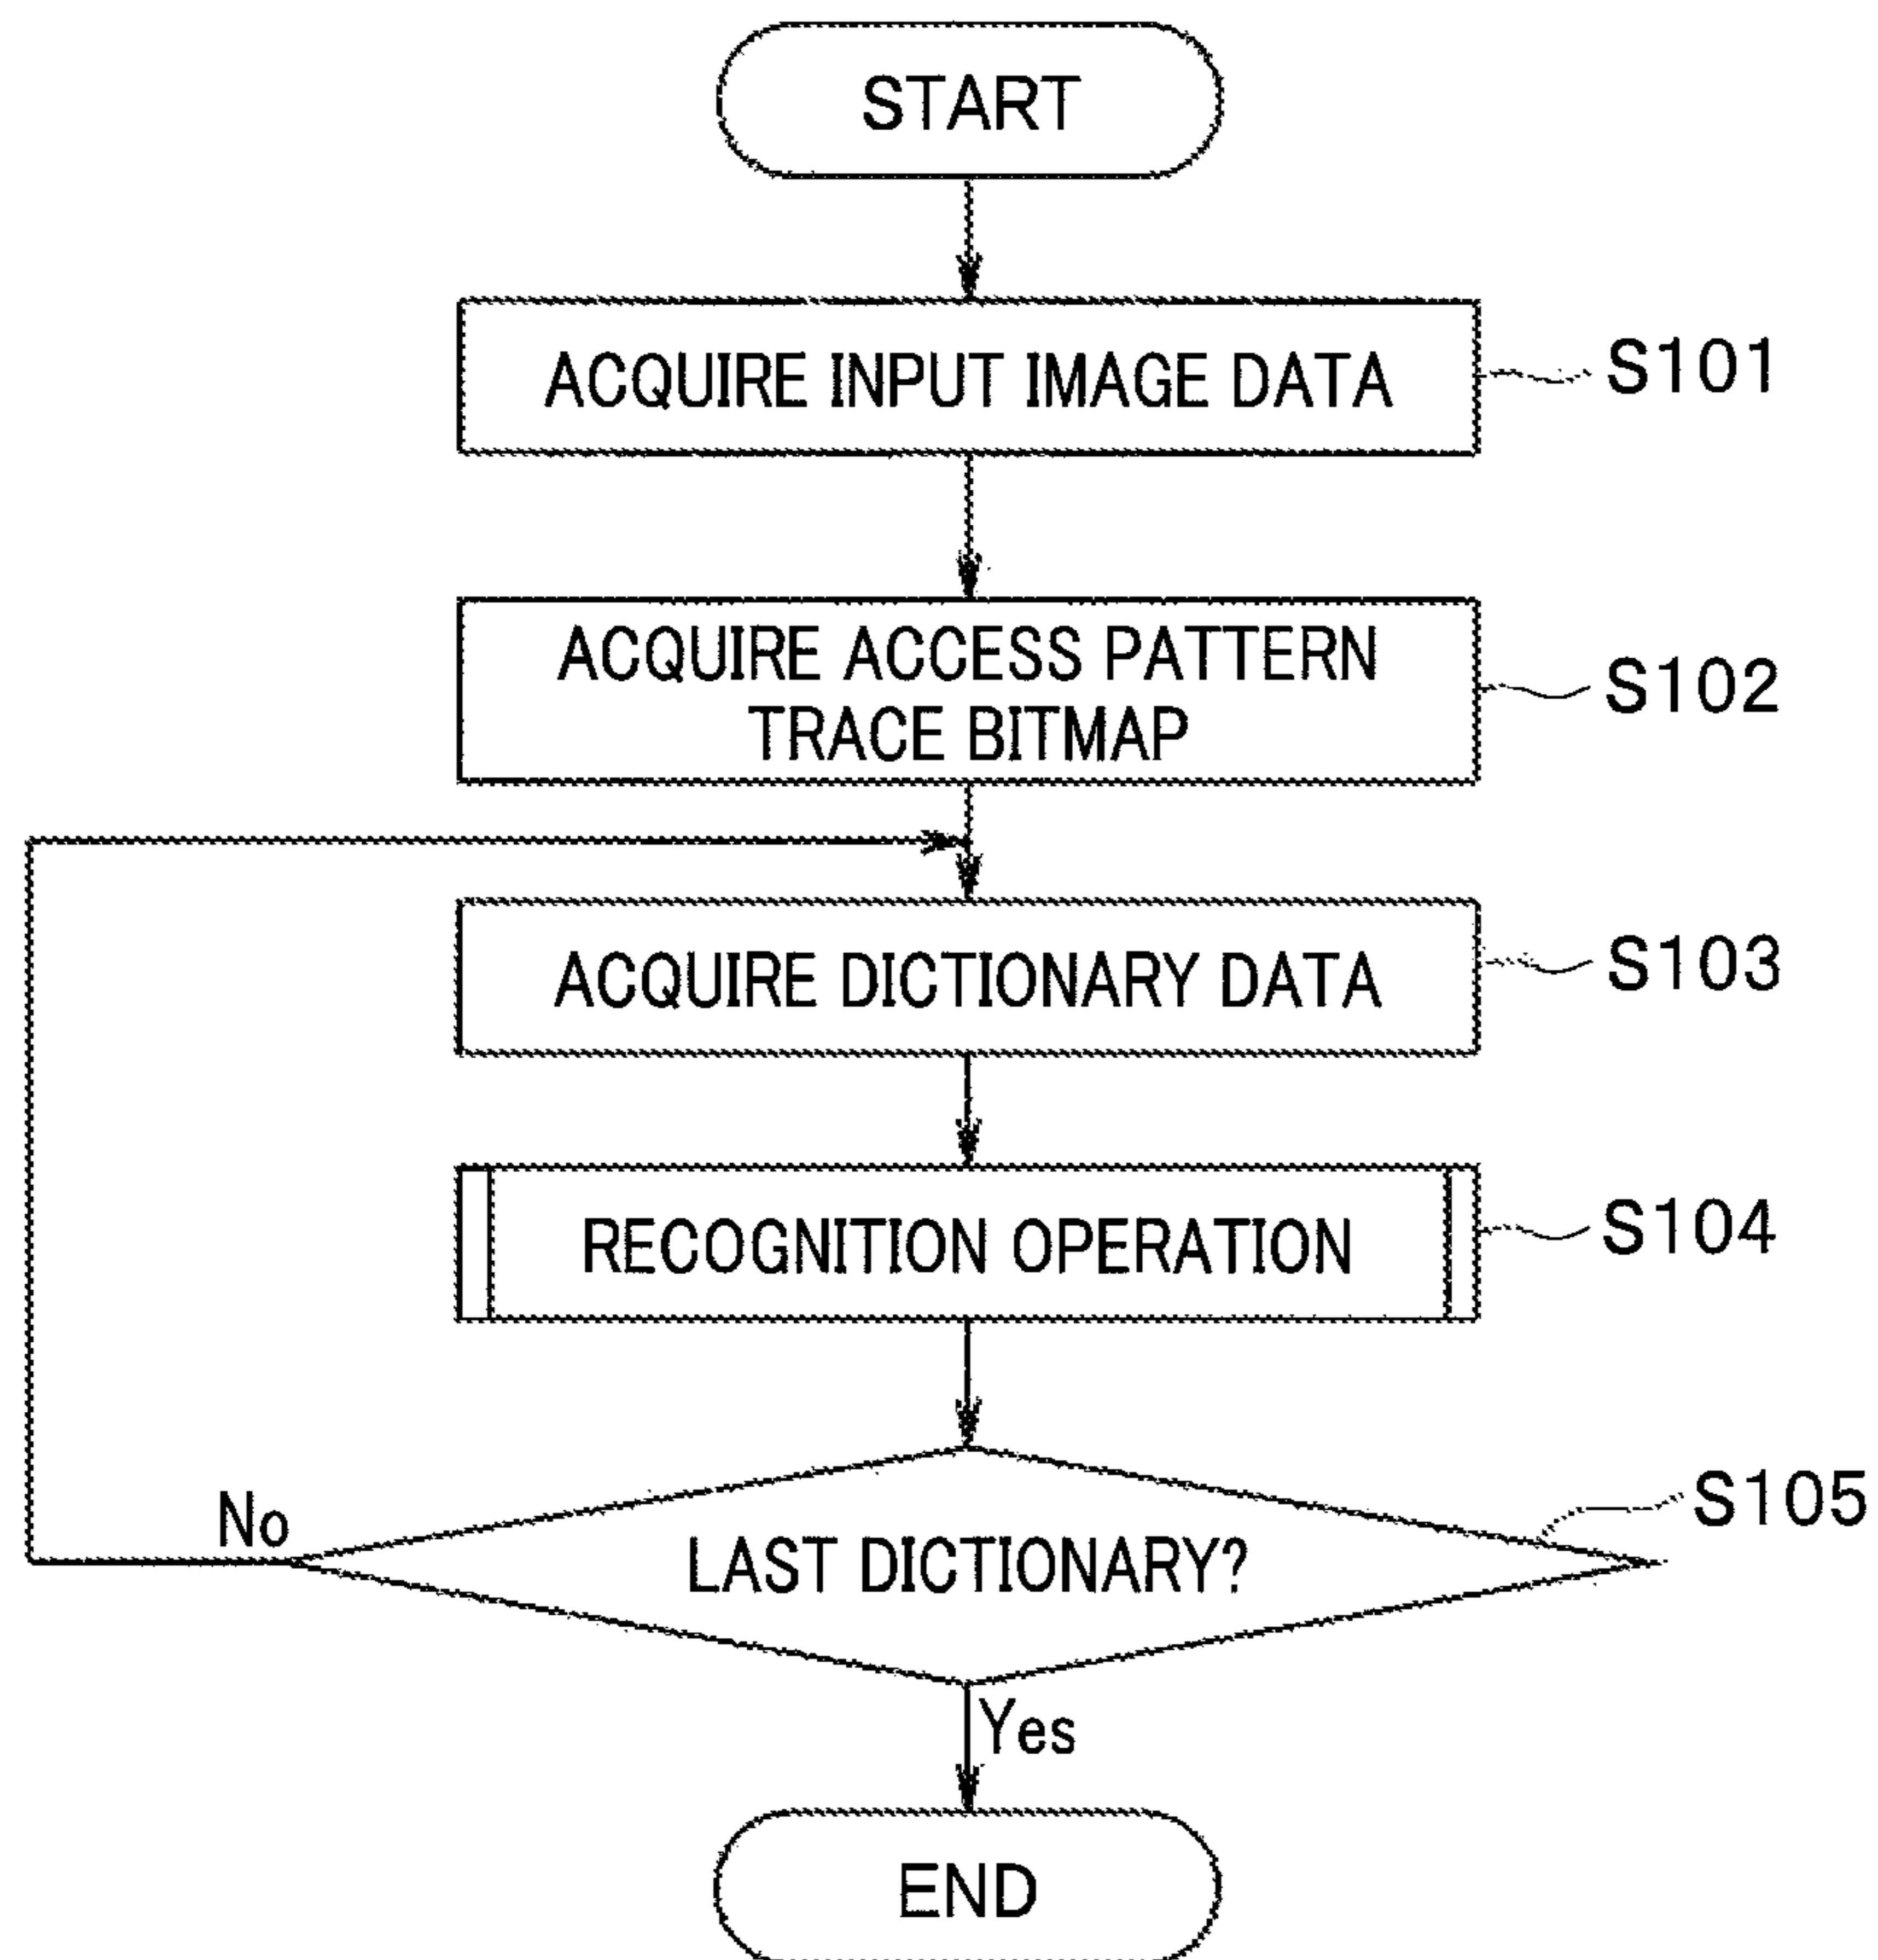 START
ACQUIRE INPUT IMAGE DATA
S101
ACQUIRE ACCESS PATTERN
TRACE BITMAP
S102
ACQUIRE DICTIONARY DATA
S103
RECOGNITION OPERATION
S104
LAST DICTIONARY?
S105
No
Yes
END